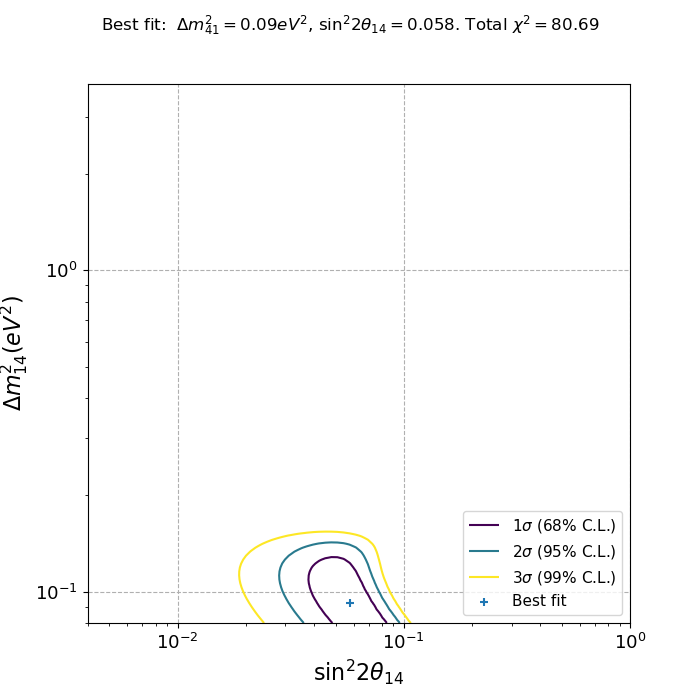 Best fit: Δm²₄₁ = 0.09eV², sin²2θ₁₄ = 0.058. Total χ² = 80.69
Δm²₁₄(eV²)
10⁰
10⁻¹
1σ (68% C.L.)
2σ (95% C.L.)
3σ (99% C.L.)
Best fit
10⁻²
10⁻¹
10⁰
sin²2θ₁₄